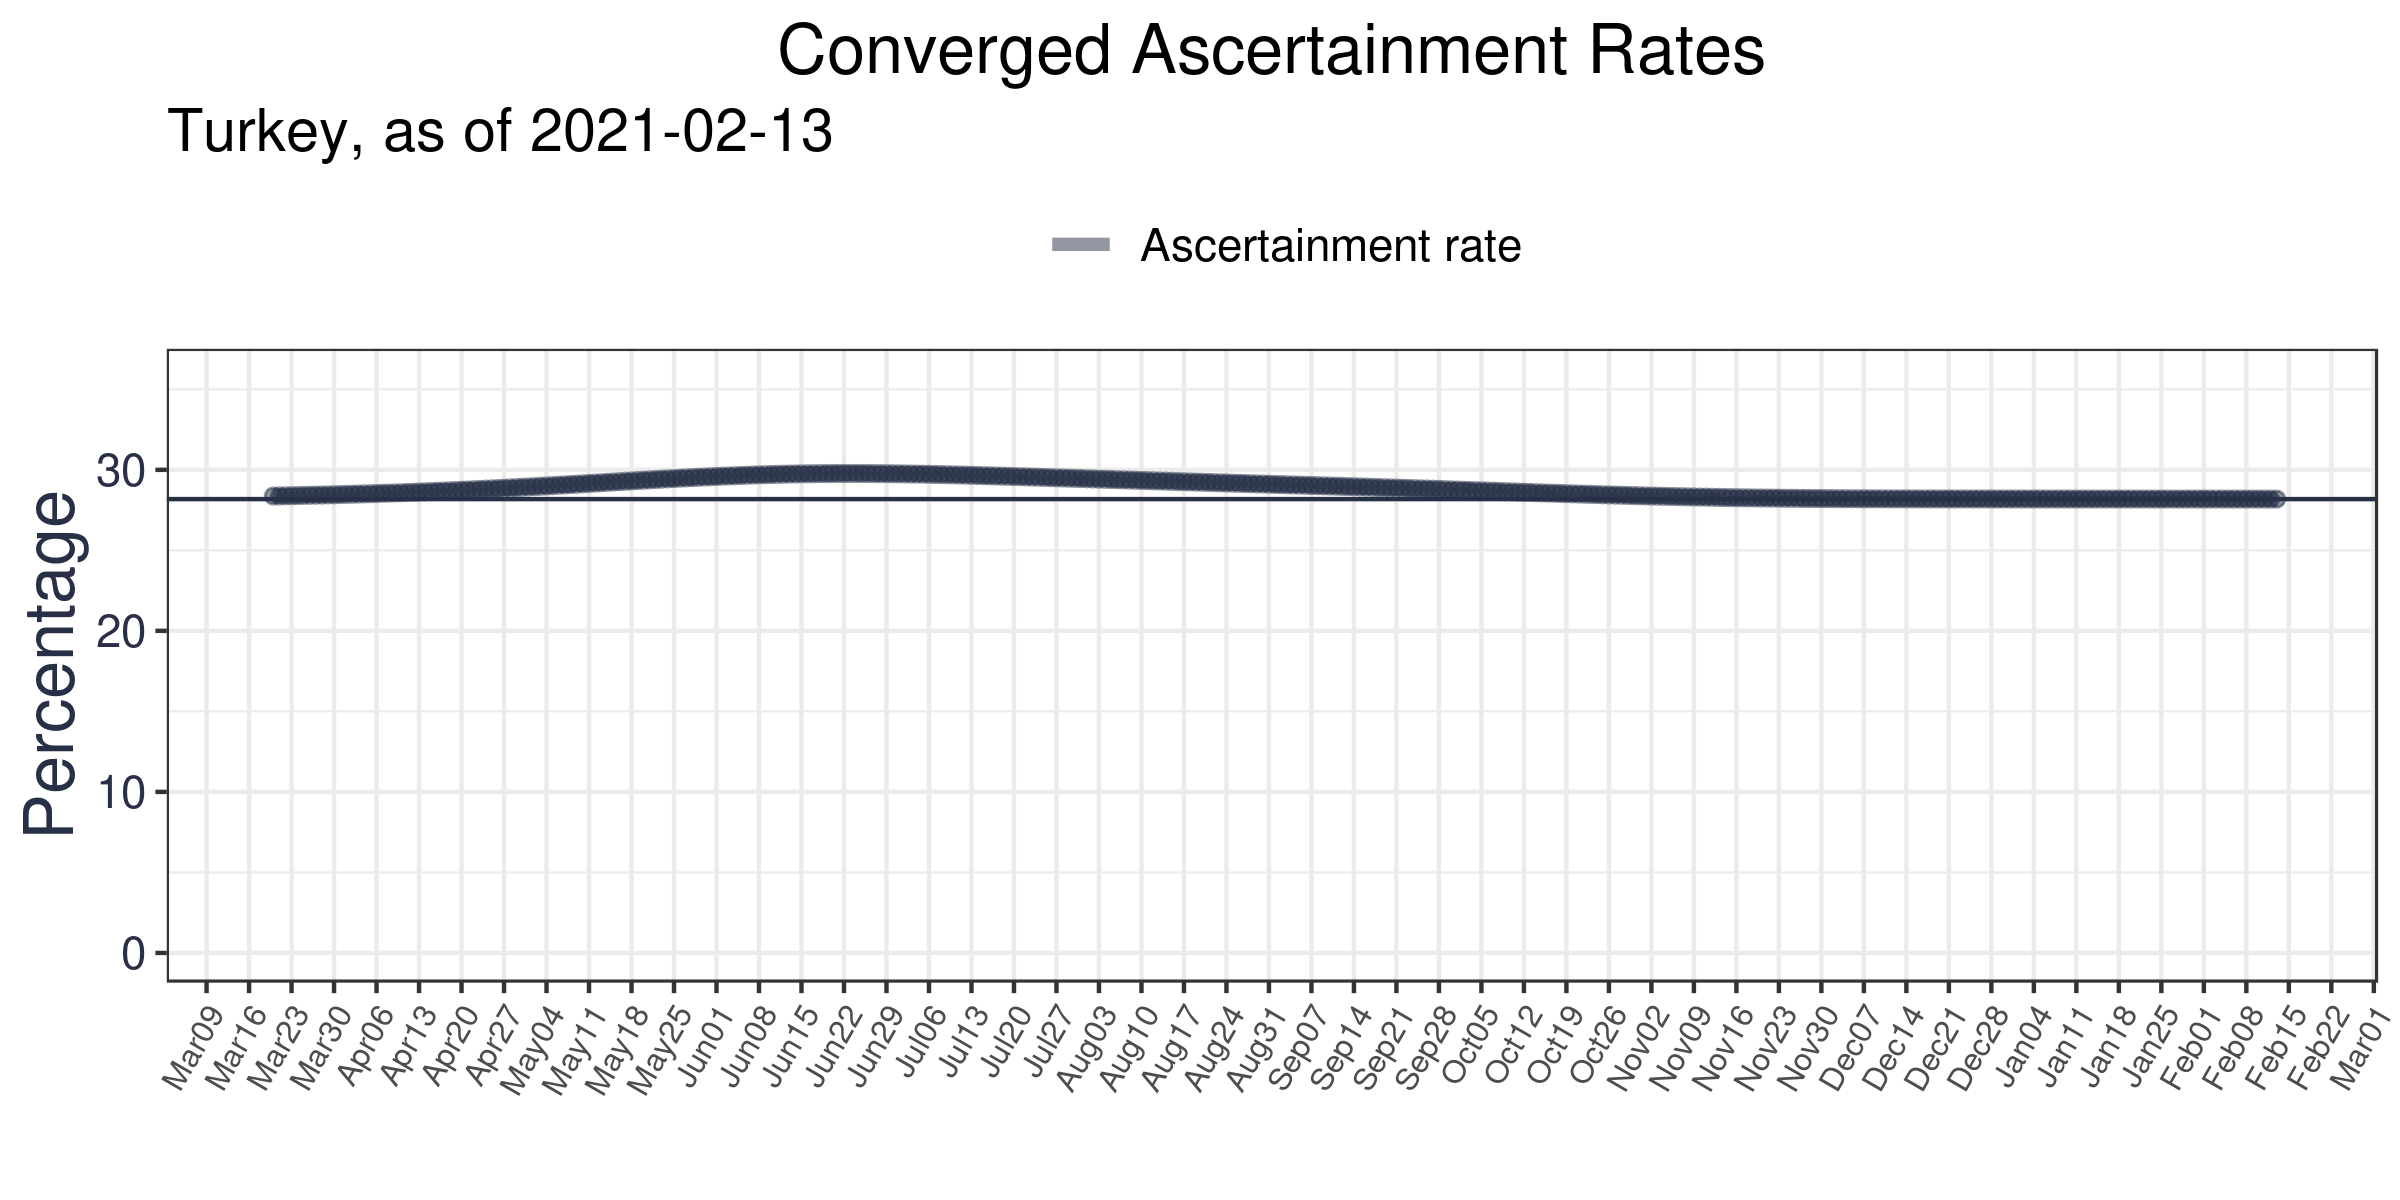 Converged Ascertainment Rates
Turkey, as of 2021-02-13
Ascertainment rate
Percentage
30
20
10
0
Mar09 Mar16 Mar23 Mar30 Apr06 Apr13 Apr20 Apr27 May04 May11 May18 May25 Jun01 Jun08 Jun15 Jun22 Jun29 Jul06 Jul13 Jul20 Jul27 Aug03 Aug10 Aug17 Aug24 Aug31 Sep07 Sep14 Sep21 Sep28 Oct05 Oct12 Oct19 Oct26 Nov02 Nov09 Nov16 Nov23 Nov30 Dec07 Dec14 Dec21 Dec28 Jan04 Jan11 Jan18 Jan25 Feb01 Feb08 Feb15 Feb22 Mar01